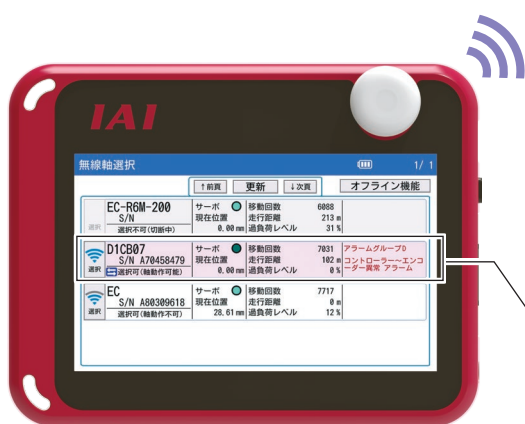 IAI
無線軸選択 1/ 1
↑前頁 更新 ↓次頁 オフライン機能
EC-R6M-200 サーボ 移動回数 6088
S/N 現在位置 走行距離 213 m
選択 選択不可(切断中) 0.00 mm 過負荷レベル 31 %
D1CB07 サーボ 移動回数 7031 アラームグループD
S/N A70458479 現在位置 走行距離 102 m コントローラー～エンコ
選択 選択可(軸動作可能) 0.00 mm 過負荷レベル 0 % ーダー異常 アラーム
EC サーボ 移動回数 7717
S/N A80309618 現在位置 走行距離 0 m
選択 選択可(軸動作不可) 28.61 mm 過負荷レベル 12 %